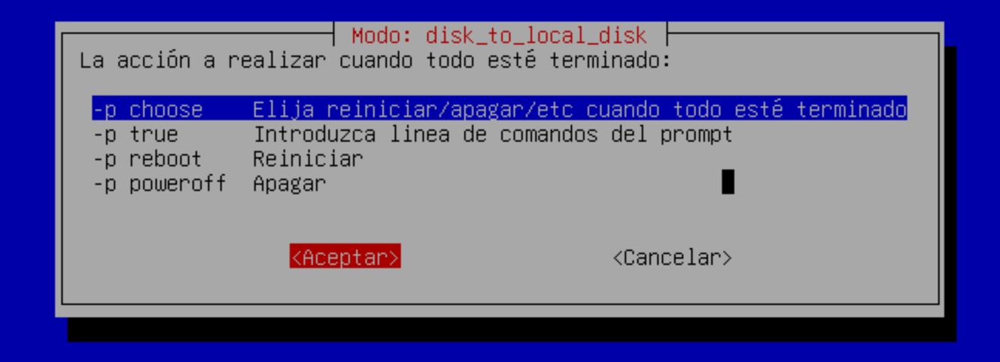 Modo: disk_to_local_disk
La acción a realizar cuando todo esté terminado:
-p choose Elija reiniciar/apagar/etc cuando todo esté terminado
-p true Introduzca linea de comandos del prompt
-p reboot Reiniciar
-p poweroff Apagar
<Aceptar> <Cancelar>